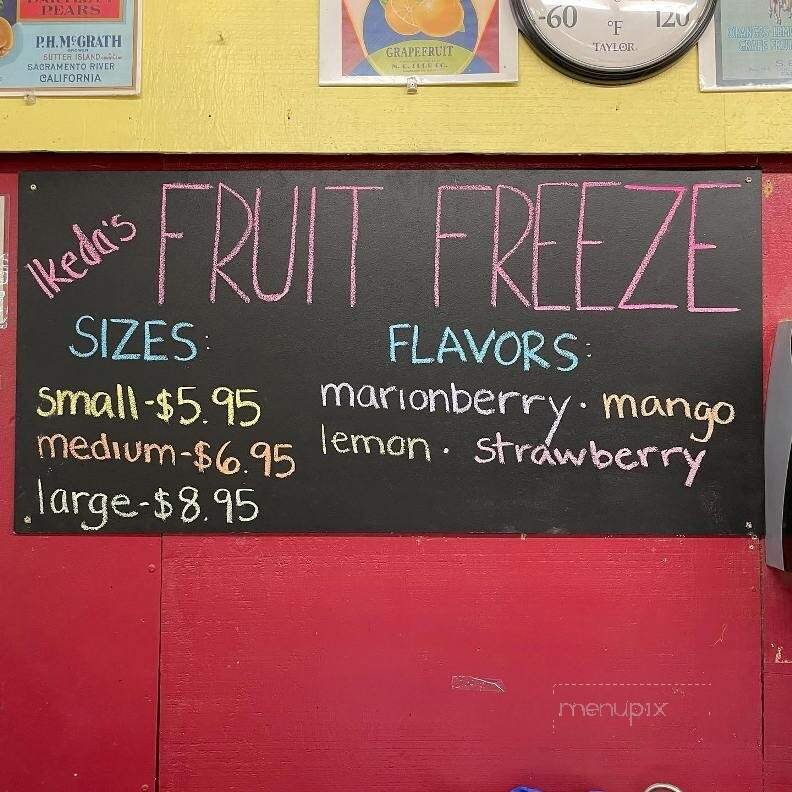 PEARS
P.H. McGRATH
GROWER
SUTTER ISLAND
SACRAMENTO RIVER
CALIFORNIA
GRAPEFRUIT
-60 °F 120
TAYLOR
Ikeda's FRUIT FREEZE
SIZES: FLAVORS:
small-$5.95 marionberry · mango
medium-$6.95 lemon · strawberry
large-$8.95
menupix